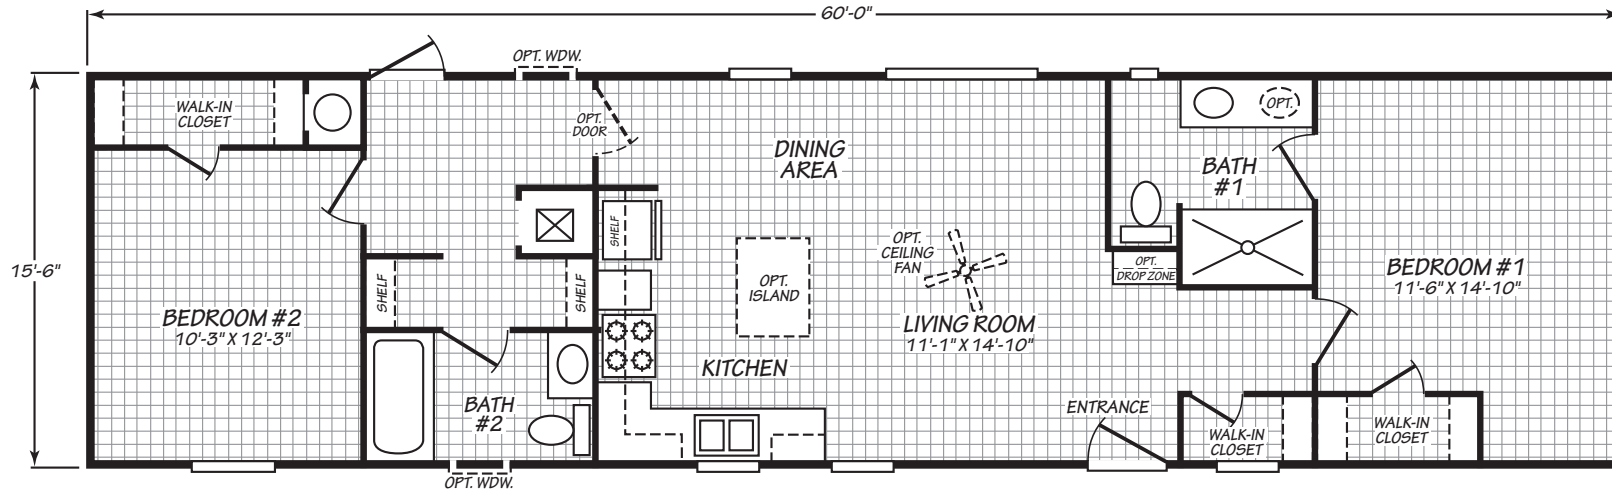 60'-0"
OPT. WDW.
WALK-IN
CLOSET
OPT.
DOOR
OPT.
DINING
AREA
BATH
#1
SHELF
OPT.
CEILING
FAN
15'-6"
OPT.
DROP ZONE
BEDROOM #1
11'-6" X 14'-10"
SHELF
SHELF
OPT.
ISLAND
BEDROOM #2
10'-3" X 12'-3"
LIVING ROOM
11'-1" X 14'-10"
KITCHEN
BATH
#2
ENTRANCE
WALK-IN
CLOSET
WALK-IN
CLOSET
OPT. WDW.